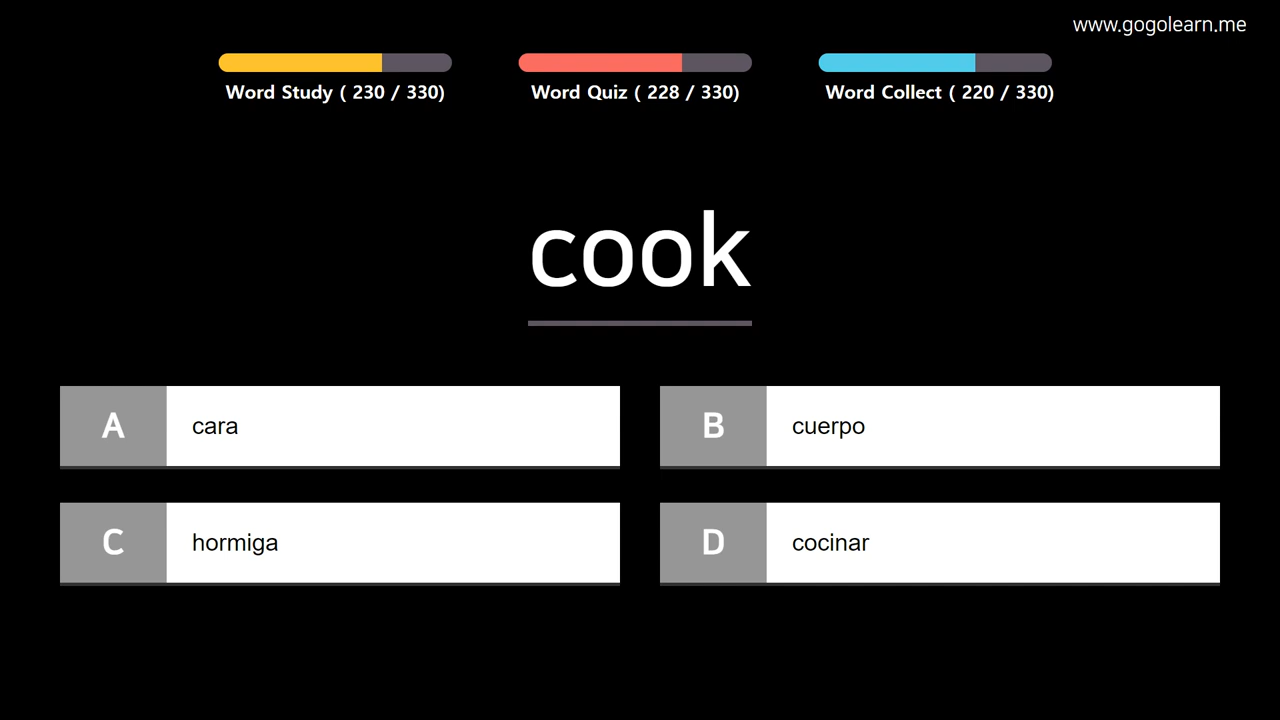 www.gogolearn.me
Word Study ( 230 / 330)
Word Quiz ( 228 / 330)
Word Collect ( 220 / 330)
cook
A cara
B cuerpo
C hormiga
D cocinar